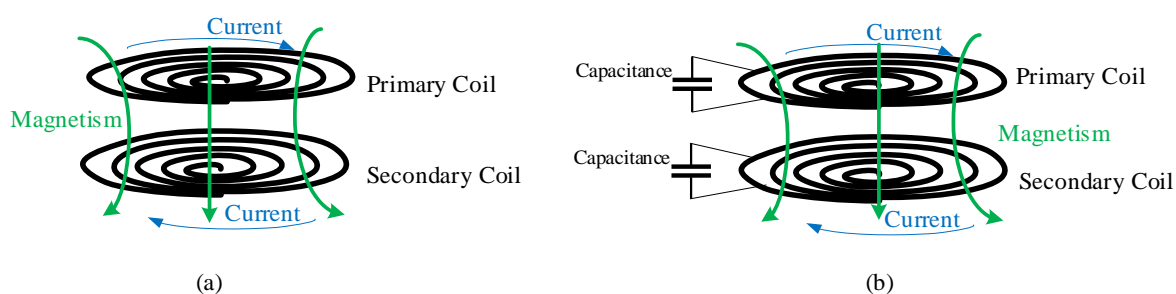 Current
Primary Coil
Magnetism
Secondary Coil
Current
(a)
Current
Capacitance
Primary Coil
Magnetism
Capacitance
Secondary Coil
Current
(b)